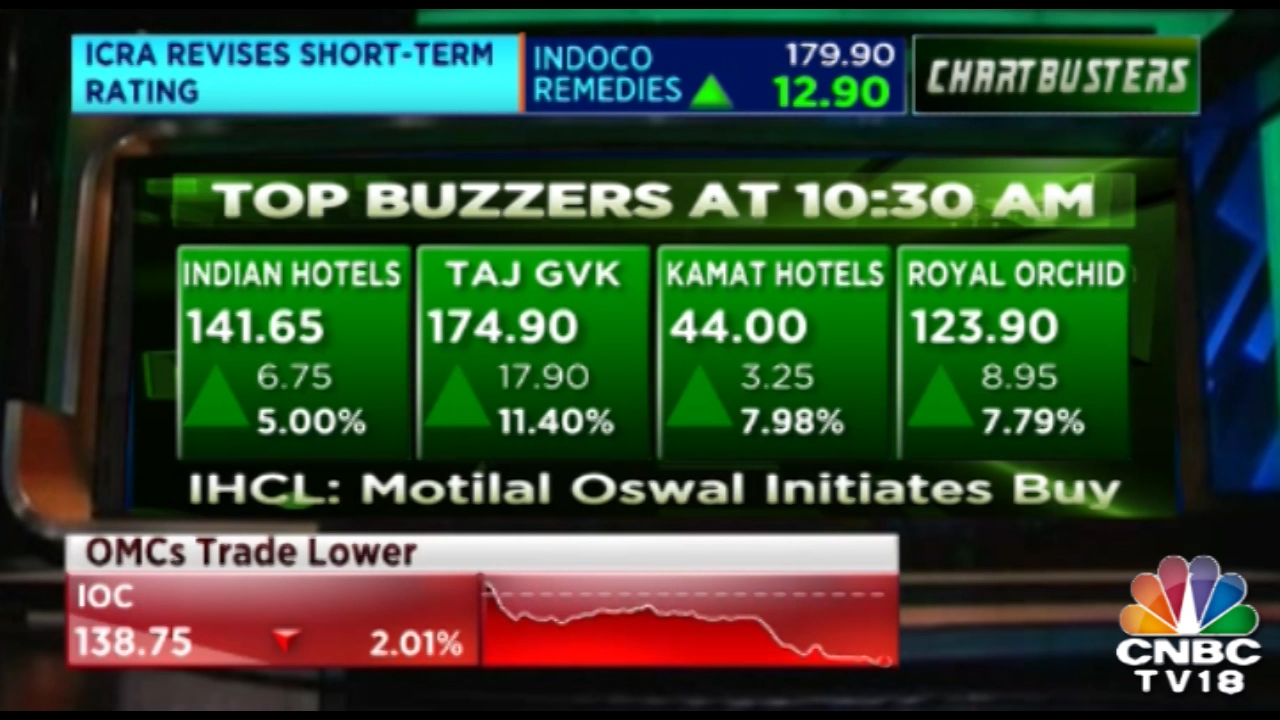 ICRA REVISES SHORT-TERM
RATING
INDOCO
REMEDIES
179.90
12.90
CHARTBUSTERS
TOP BUZZERS AT 10:30 AM
INDIAN HOTELS
141.65
6.75
5.00%
TAJ GVK
174.90
17.90
11.40%
KAMAT HOTELS
44.00
3.25
7.98%
ROYAL ORCHID
123.90
8.95
7.79%
IHCL: Motilal Oswal Initiates Buy
OMCs Trade Lower
IOC
138.75
2.01%
CNBC
TV18